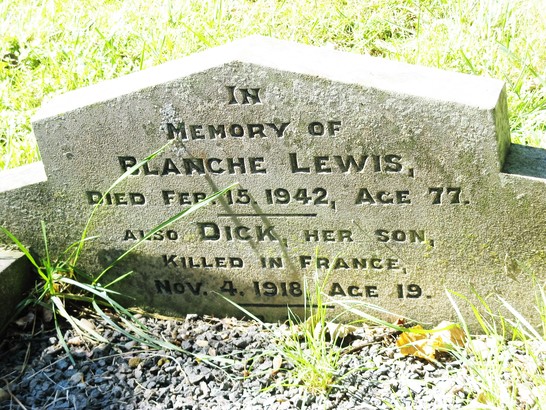 IN
MEMORY OF
BLANCHE LEWIS,
DIED FEB. 15, 1942, AGE 77.
ALSO DICK, HER SON,
KILLED IN FRANCE,
NOV. 4, 1918, AGE 19.